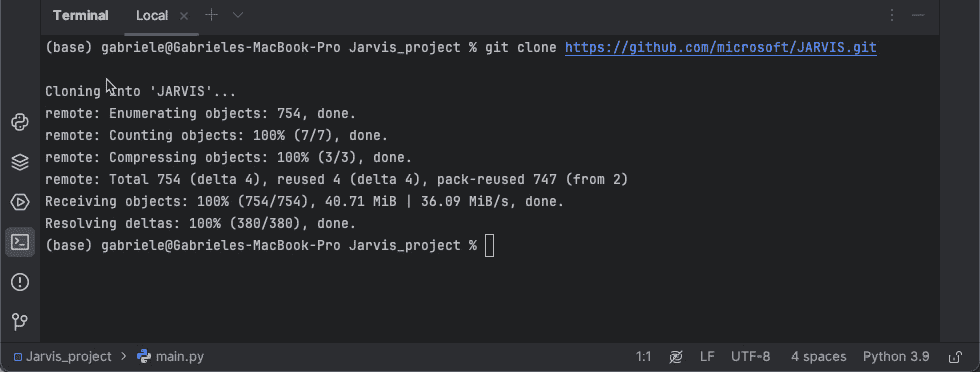 Terminal Local
(base) gabriele@Gabrieles-MacBook-Pro Jarvis_project % git clone https://github.com/microsoft/JARVIS.git
Cloning into 'JARVIS'...
remote: Enumerating objects: 754, done.
remote: Counting objects: 100% (7/7), done.
remote: Compressing objects: 100% (3/3), done.
remote: Total 754 (delta 4), reused 4 (delta 4), pack-reused 747 (from 2)
Receiving objects: 100% (754/754), 40.71 MiB | 36.09 MiB/s, done.
Resolving deltas: 100% (380/380), done.
(base) gabriele@Gabrieles-MacBook-Pro Jarvis_project %
Jarvis_project > main.py 1:1 LF UTF-8 4 spaces Python 3.9